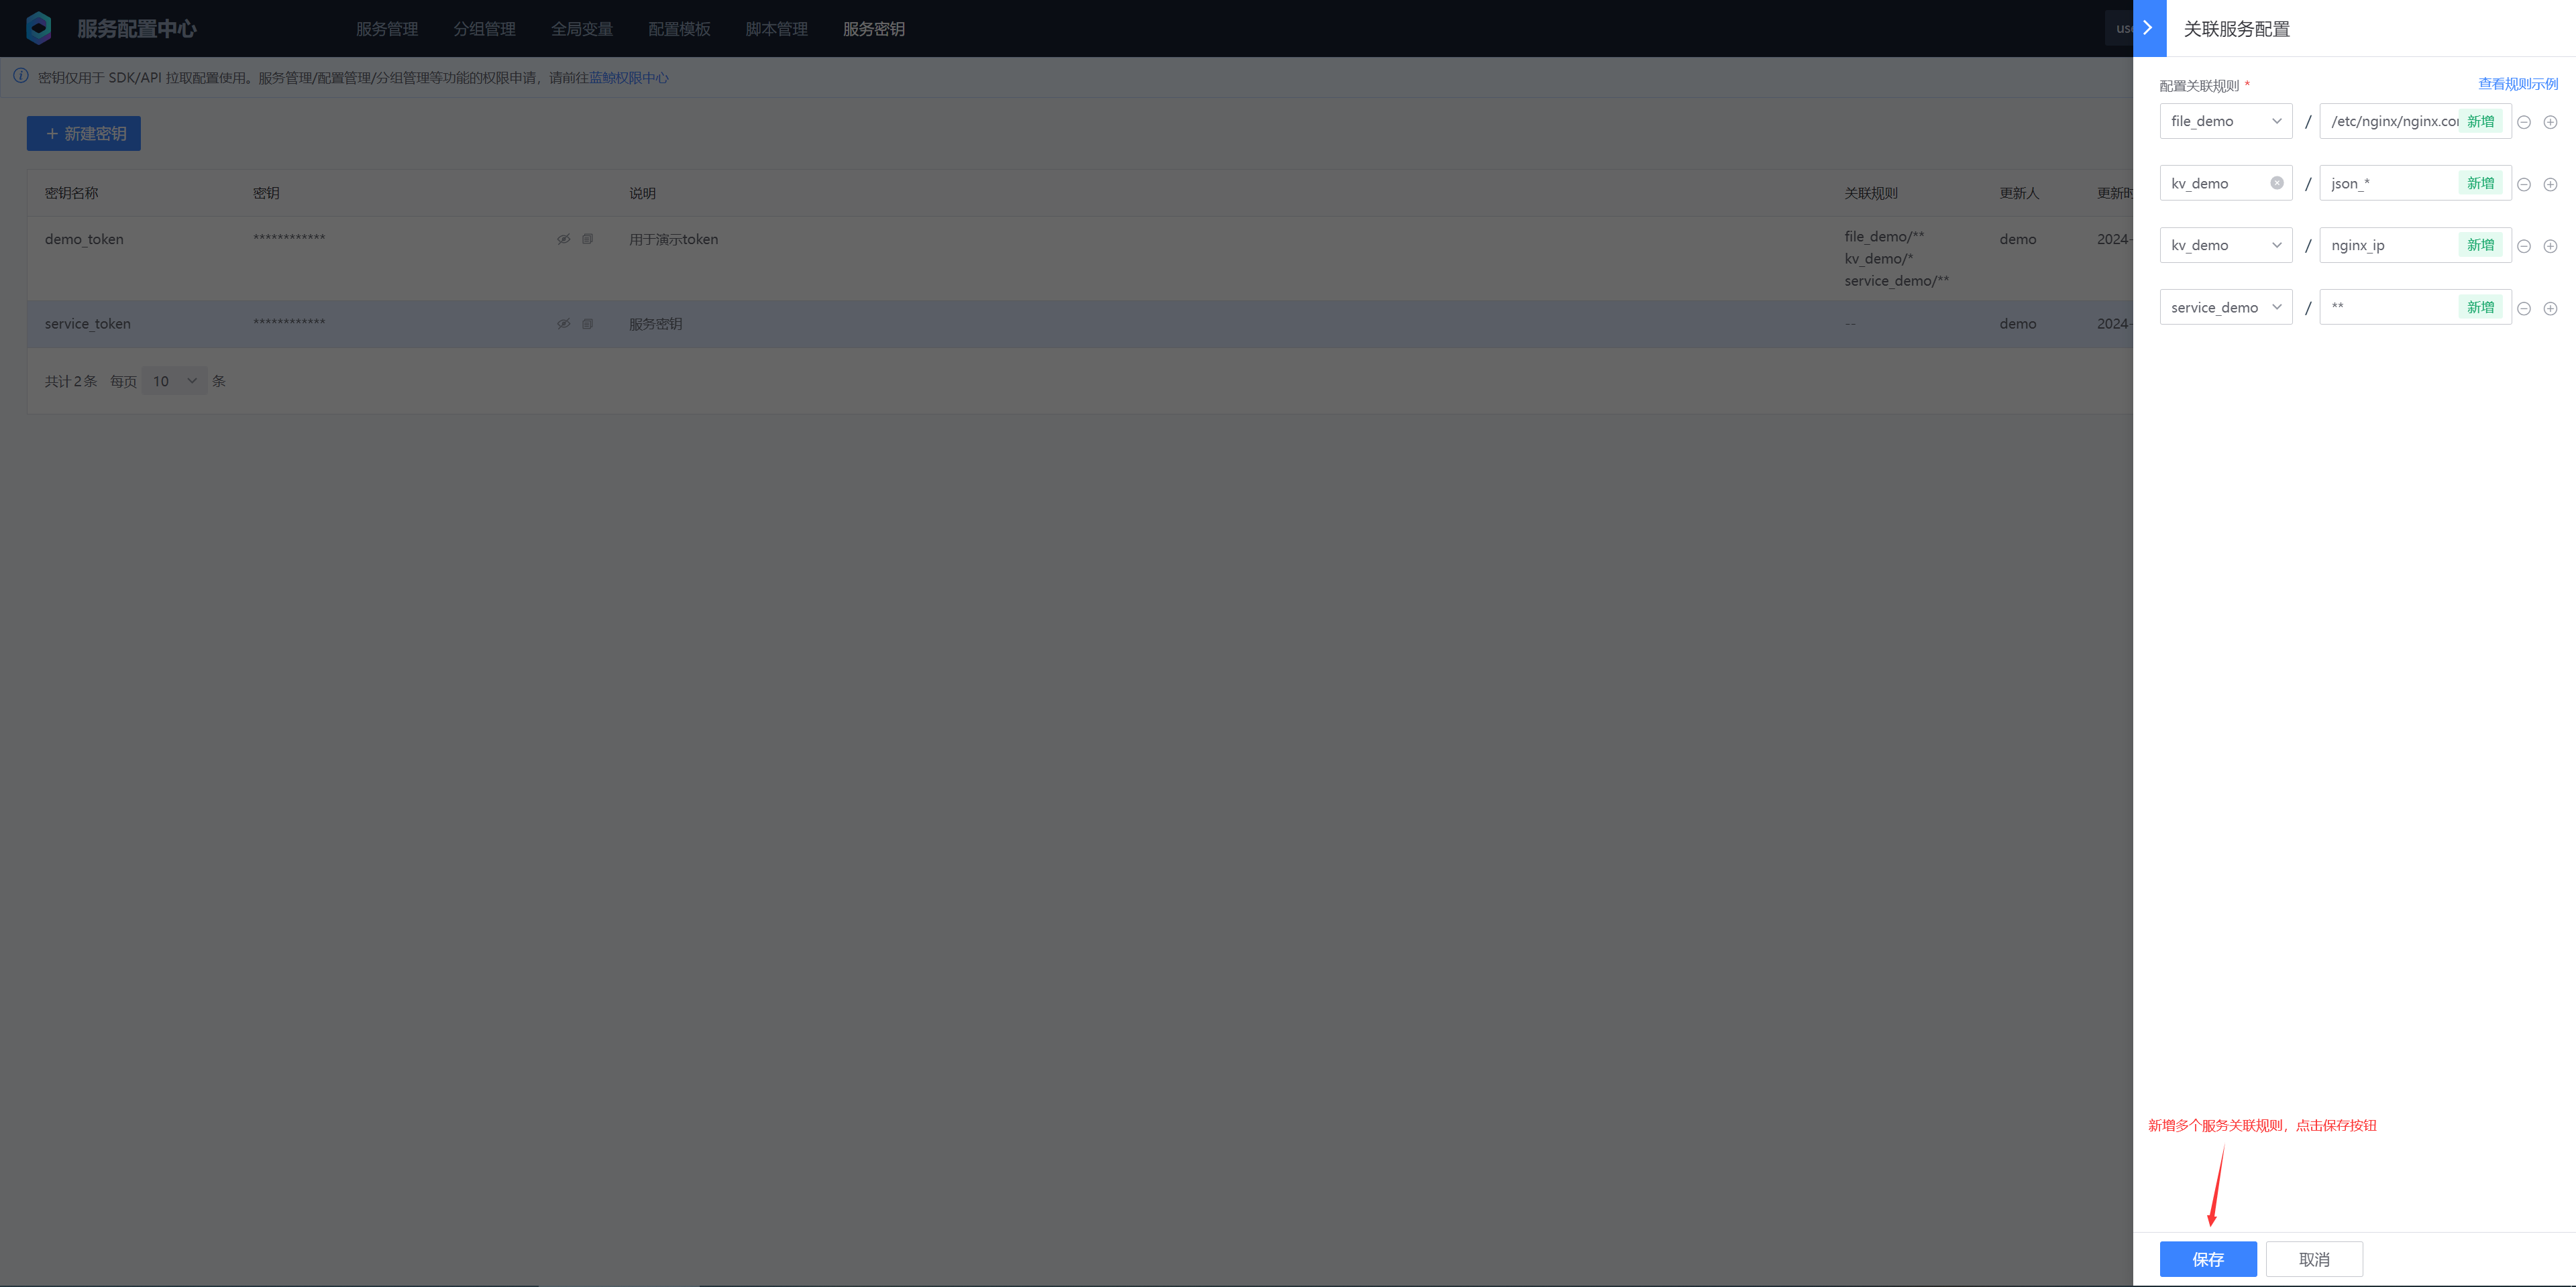 服务配置中心
服务管理 分组管理 全局变量 配置模板 脚本管理 服务密钥
关联服务配置
密钥仅用于 SDK/API 拉取配置使用。服务管理/配置管理/分组管理等功能的权限申请，请前往蓝鲸权限中心
配置关联规则 * 查看规则示例
+ 新建密钥
file_demo / /etc/nginx/nginx.co 新增
kv_demo / json_* 新增
kv_demo / nginx_ip 新增
service_demo / ** 新增
密钥名称 密钥 说明 关联规则 更新人 更新
demo_token ************ 用于演示token file_demo/** demo 2024-
kv_demo/*
service_demo/**
service_token ************ 服务密钥 -- demo 2024-
共计 2 条 每页 10 条
新增多个服务关联规则，点击保存按钮
保存 取消